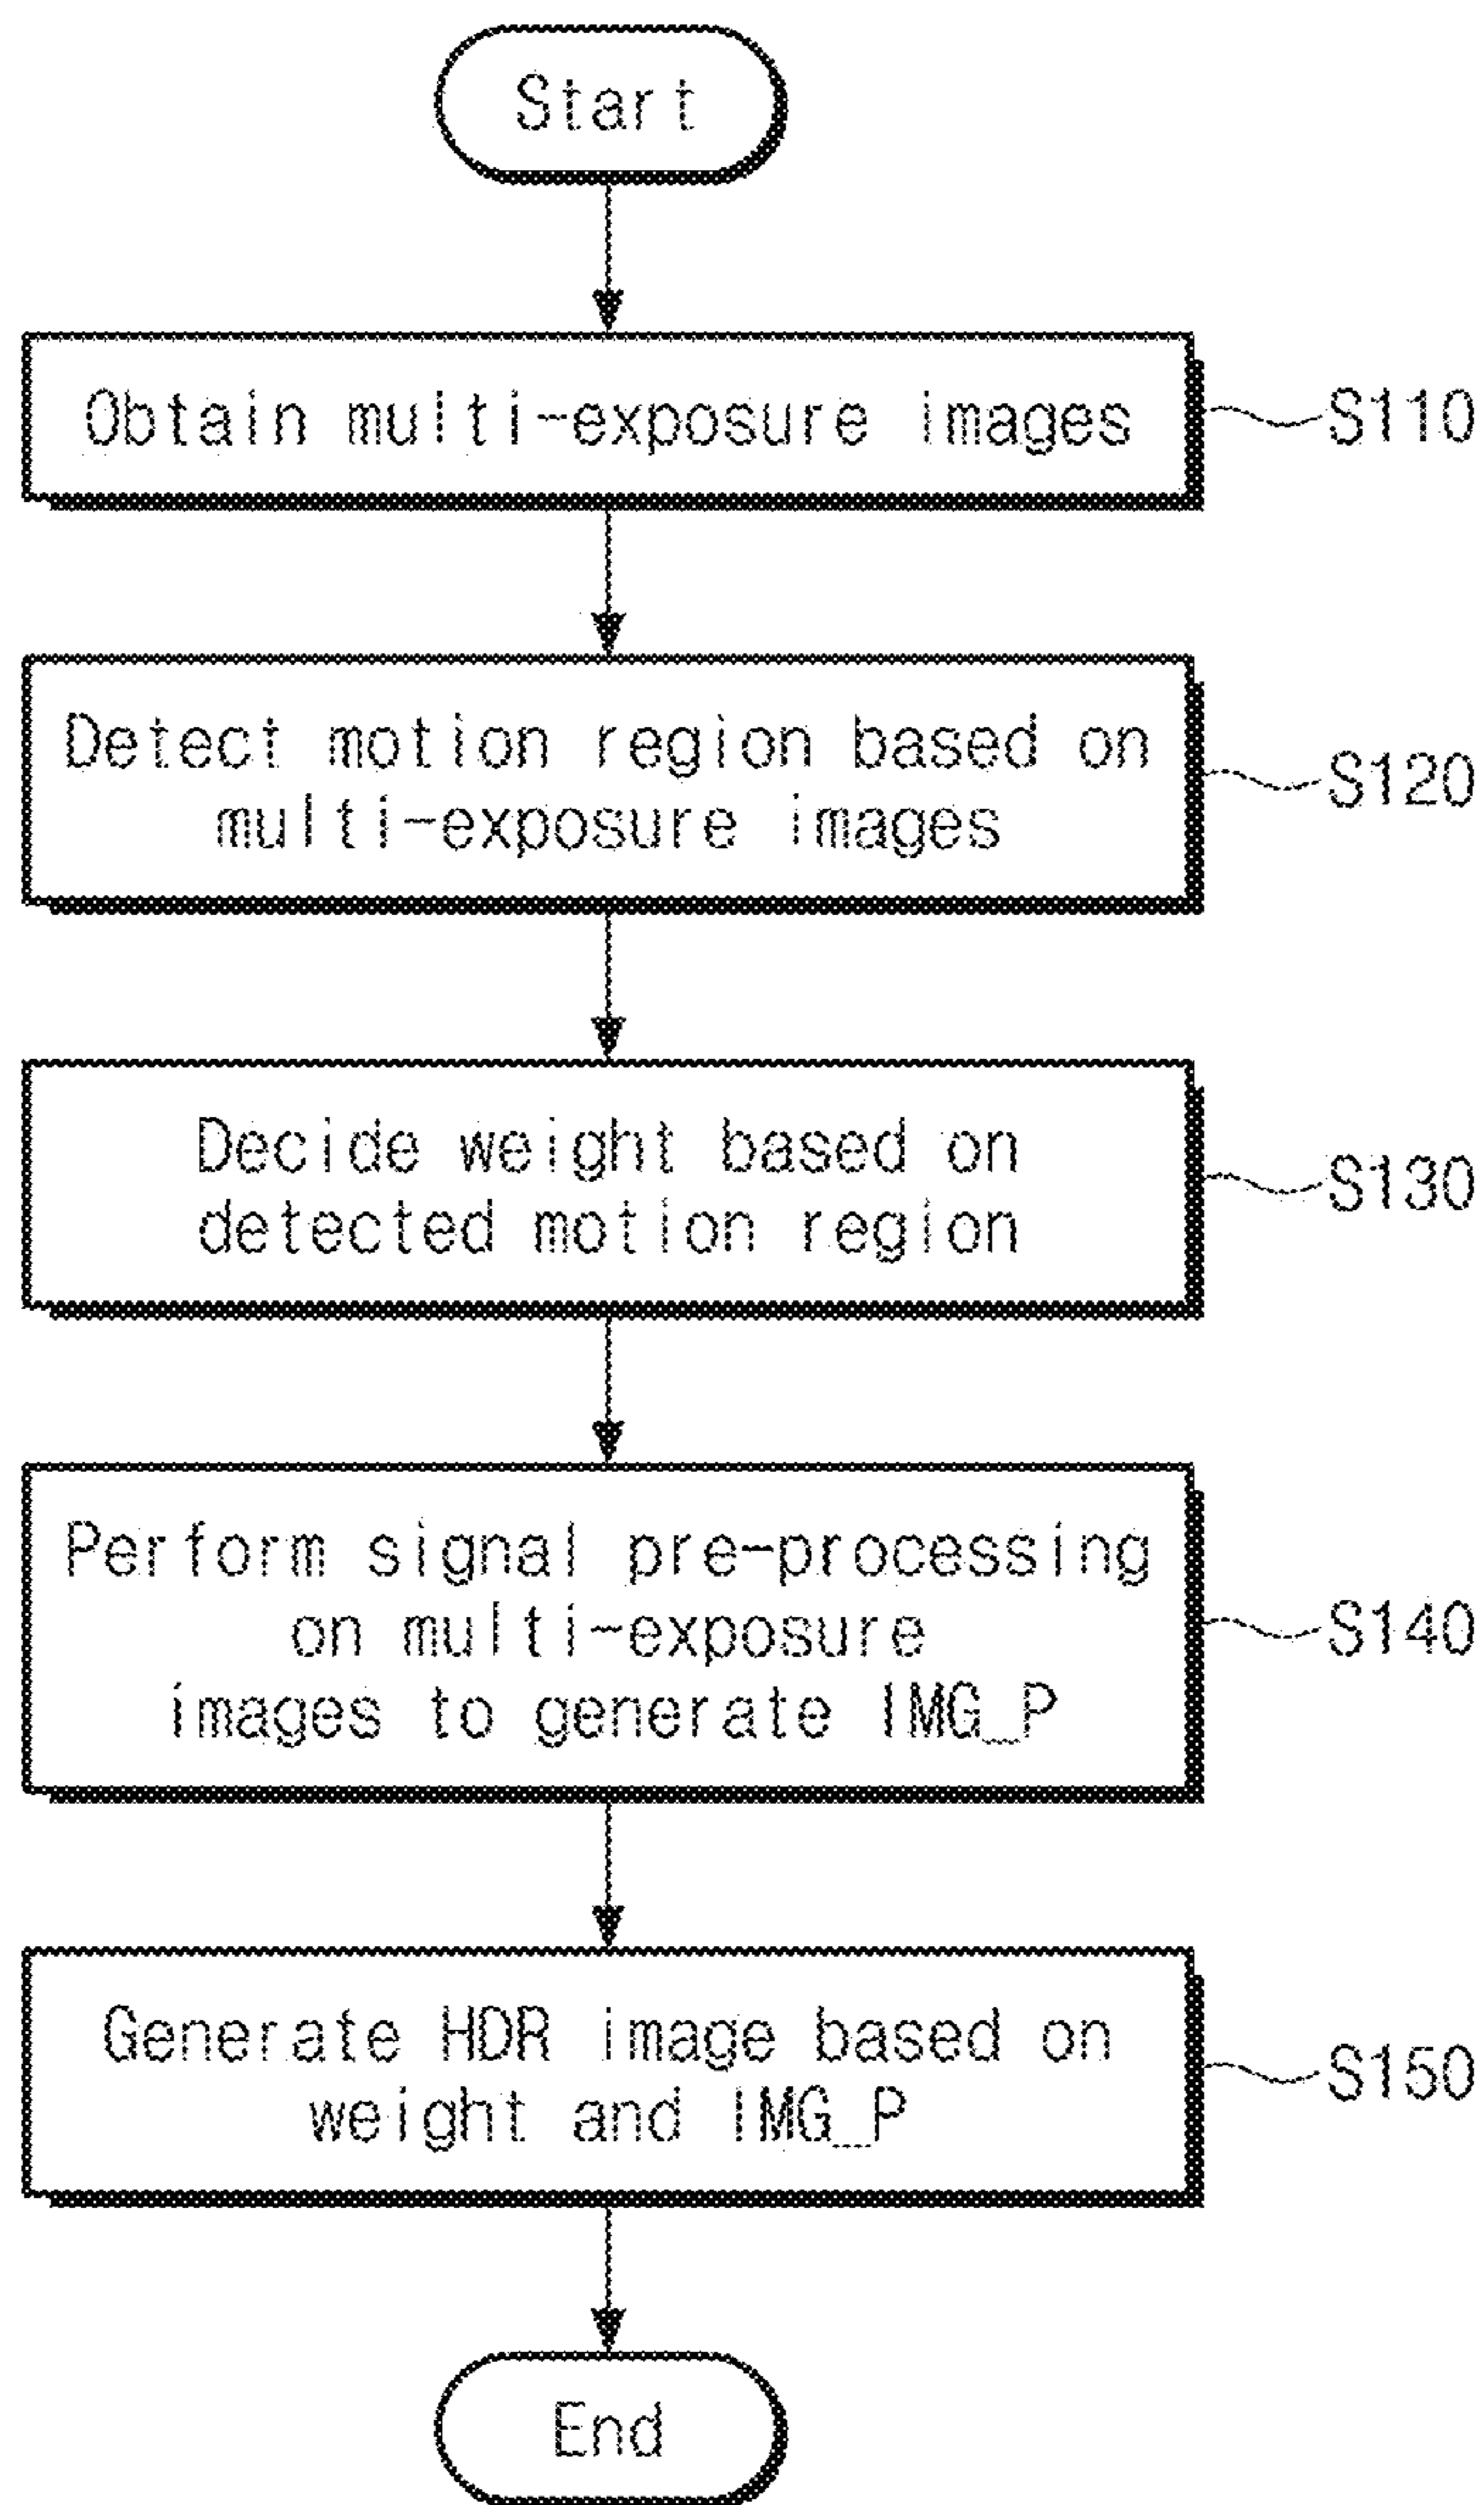 Start
Obtain multi-exposure images
S110
Detect motion region based on
multi-exposure images
S120
Decide weight based on
detected motion region
S130
Perform signal pre-processing
on multi-exposure
images to generate IMG_P
S140
Generate HDR image based on
weight and IMG_P
S150
End